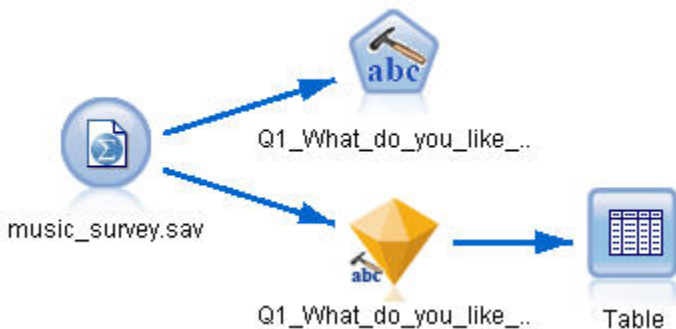 abc
Q1_What_do_you_like_..
music_survey.sav
abc
Q1_What_do_you_like_..
Table